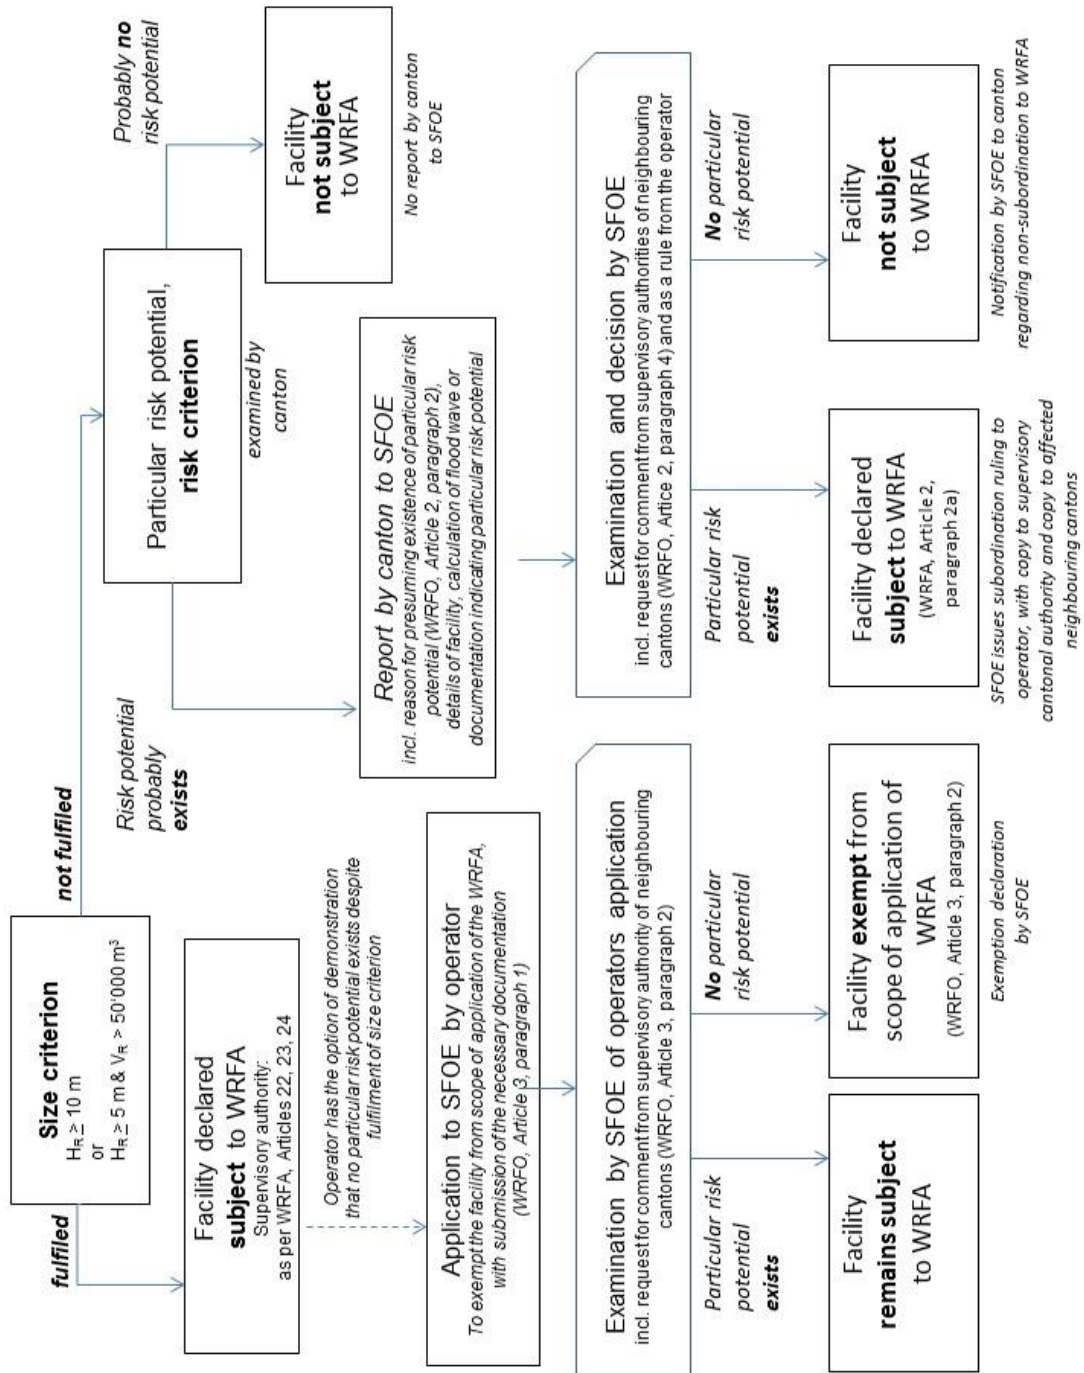 Size criterion
H_R ≥ 10 m
or
H_R ≥ 5 m & V_R > 50'000 m³
fulfilled
not fulfilled
Facility declared
subject to WRFA
Supervisory authority:
as per WRFA, Articles 22, 23, 24
Operator has the option of demonstration
that no particular risk potential exists despite
fulfilment of size criterion
Application to SFOE by operator
To exempt the facility from scope of application of the WRFA,
with submission of the necessary documentation
(WRFO, Article 3, paragraph 1)
Examination by SFOE of operators application
incl. request for comment from supervisory authority of neighbouring
cantons (WRFO, Article 3, paragraph 2)
Particular risk
potential
exists
No particular
risk potential
Facility
remains subject
to WRFA
Facility exempt from
scope of application of
WRFA
(WRFO, Article 3, paragraph 2)
Exemption declaration
by SFOE
Particular risk potential,
risk criterion
examined by
canton
Risk potential
probably
exists
Probably no
risk potential
Facility
not subject
to WRFA
No report by canton
to SFOE
Report by canton to SFOE
incl. reason for presuming existence of particular risk
potential (WRFO, Article 2, paragraph 2),
details of facility, calculation of flood wave or
documentation indicating particular risk potential
Examination and decision by SFOE
incl. request for comment from supervisory authorities of neighbouring
cantons (WRFO, Artice 2, paragraph 4) and as a rule from the operator
Particular risk
potential
exists
No particular
risk potential
Facility declared
subject to WRFA
(WRFA, Article 2,
paragraph 2a)
SFOE issues subordination ruling to
operator, with copy to supervisory
cantonal authority and copy to affected
neighbouring cantons
Facility
not subject
to WRFA
Notification by SFOE to canton
regarding non-subordination to WRFA